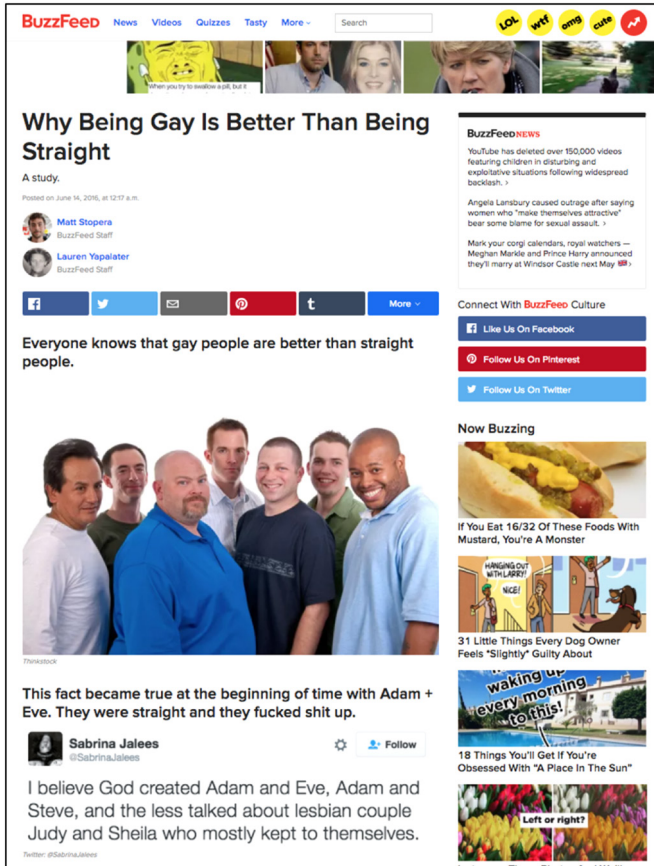 BuzzFeed News Videos Quizzes Tasty More Search LOL wtf omg cute
When you try to swallow a pill, but it
Why Being Gay Is Better Than Being
Straight
A study.
Posted on June 14, 2016, at 12:17 a.m.
Matt Stopera
BuzzFeed Staff
Lauren Yapalater
BuzzFeed Staff
More
Everyone knows that gay people are better than straight
people.
Thinkstock
This fact became true at the beginning of time with Adam +
Eve. They were straight and they fucked shit up.
Sabrina Jalees
@SabrinaJalees
Follow
I believe God created Adam and Eve, Adam and
Steve, and the less talked about lesbian couple
Judy and Sheila who mostly kept to themselves.
Twitter: @SabrinaJalees
BuzzFeed NEWS
YouTube has deleted over 150,000 videos
featuring children in disturbing and
exploitative situations following widespread
backlash. >
Angela Lansbury caused outrage after saying
women who "make themselves attractive"
bear some blame for sexual assault. >
Mark your corgi calendars, royal watchers —
Meghan Markle and Prince Harry announced
they'll marry at Windsor Castle next May 🇬🇧 >
Connect With BuzzFeed Culture
Like Us On Facebook
Follow Us On Pinterest
Follow Us On Twitter
Now Buzzing
If You Eat 16/32 Of These Foods With
Mustard, You're A Monster
HANGING OUT
WITH LARRY!
NICE!
31 Little Things Every Dog Owner
Feels *Slightly* Guilty About
waking up
every morning
to this!
18 Things You'll Get If You're
Obsessed With "A Place In The Sun"
Left or right?